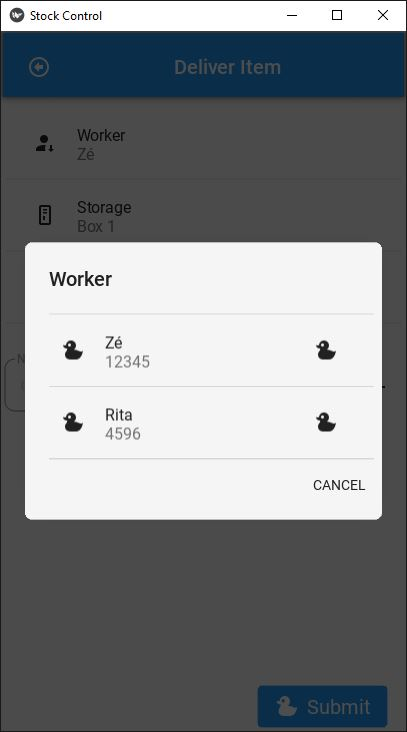 Stock Control
Deliver Item
Worker
Zé
Storage
Box 1
Worker
Zé
12345
Rita
4596
CANCEL
Submit